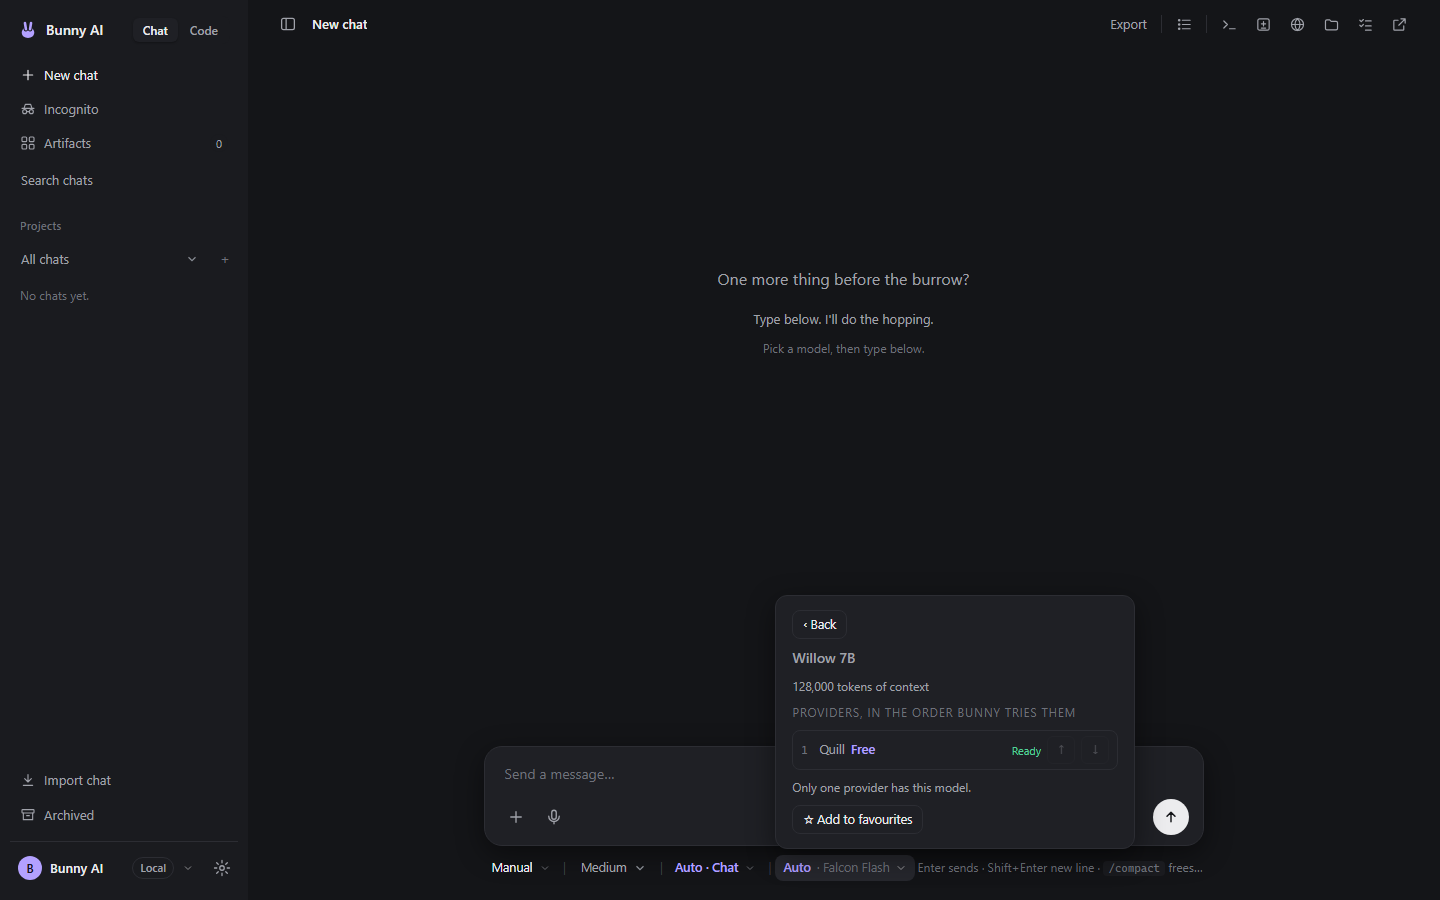 Bunny AI
Chat
Code
New chat
Incognito
Artifacts
0
Search chats
Projects
All chats
+
No chats yet.
Import chat
Archived
B
Bunny AI
Local
New chat
Export
One more thing before the burrow?
Type below. I'll do the hopping.
Pick a model, then type below.
‹ Back
Willow 7B
128,000 tokens of context
PROVIDERS, IN THE ORDER BUNNY TRIES THEM
1 Quill Free Ready ↑ ↓
Only one provider has this model.
☆ Add to favourites
Send a message...
Manual
Medium
Auto · Chat
Auto · Falcon Flash
Enter sends · Shift+Enter new line · /compact frees...